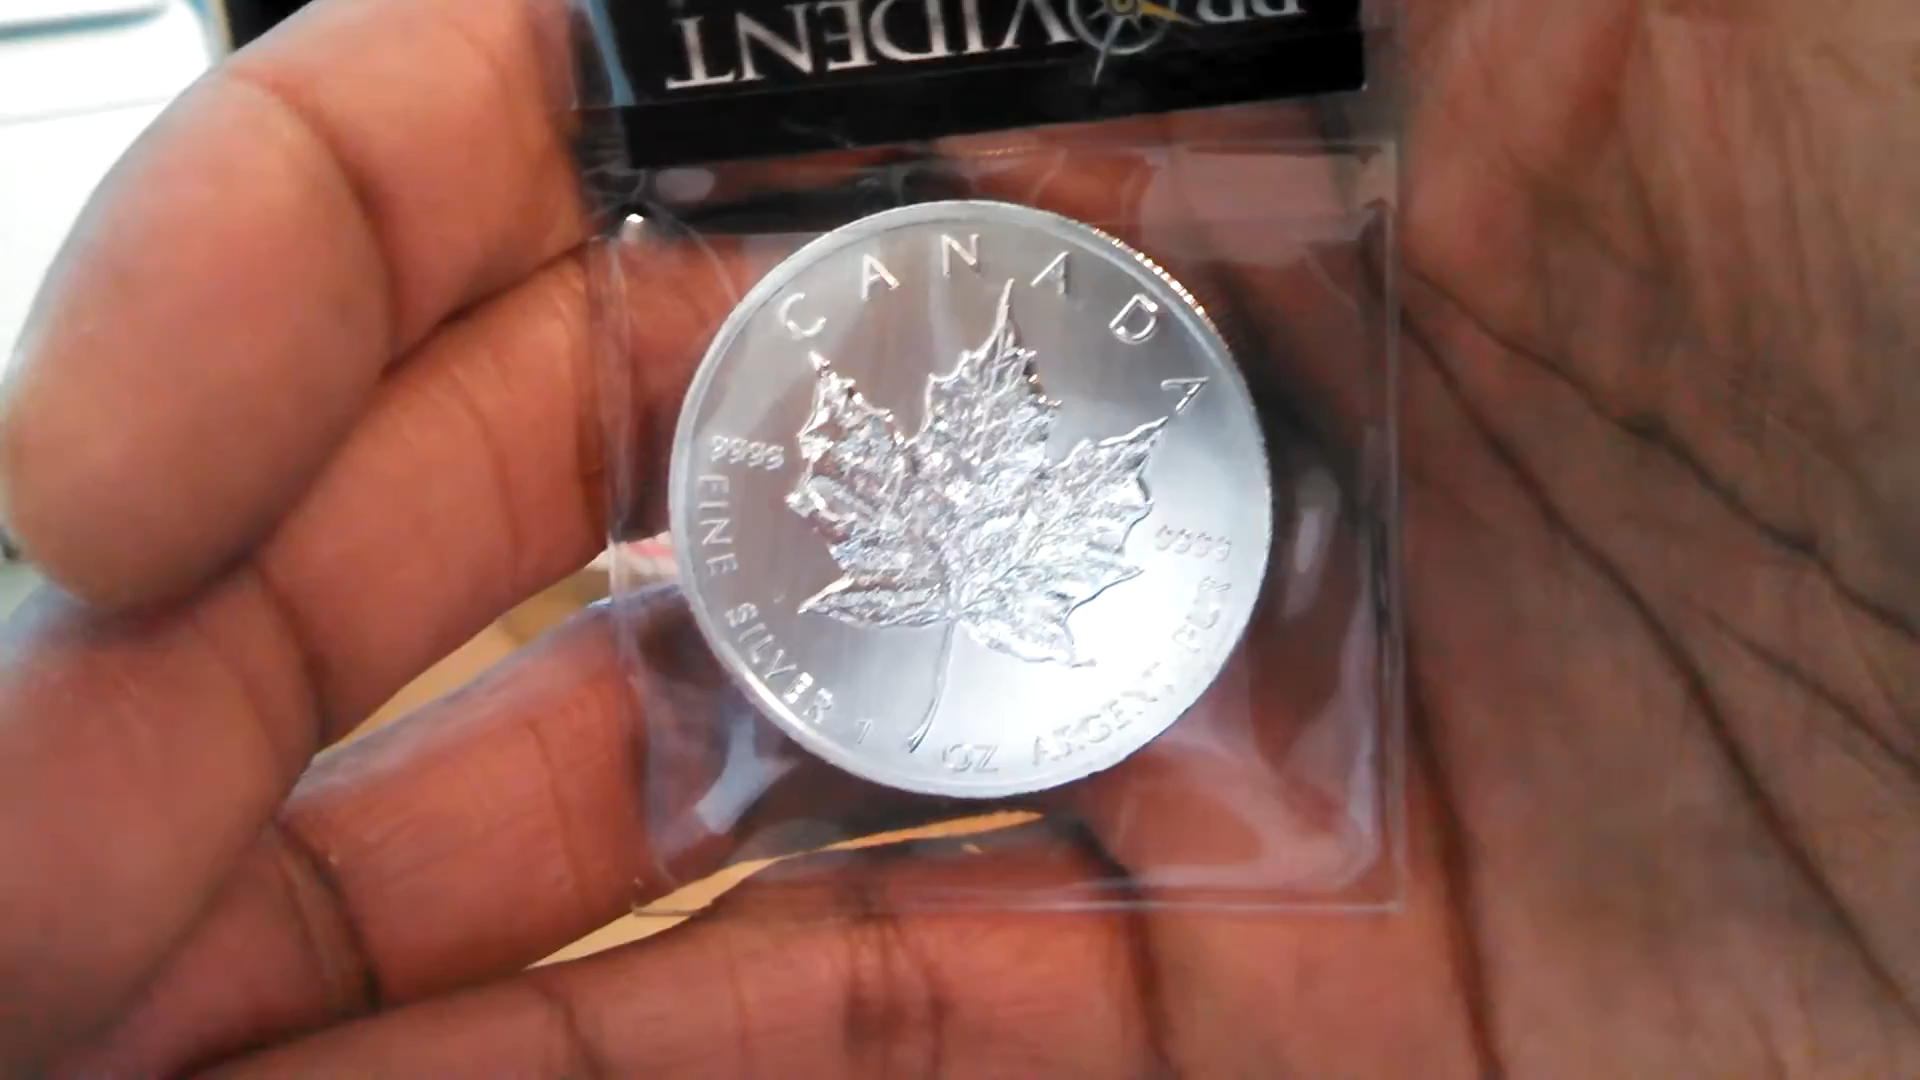 PROVIDENT
CANADA
9999
9999
FINE SILVER 1 OZ ARGENT PUR